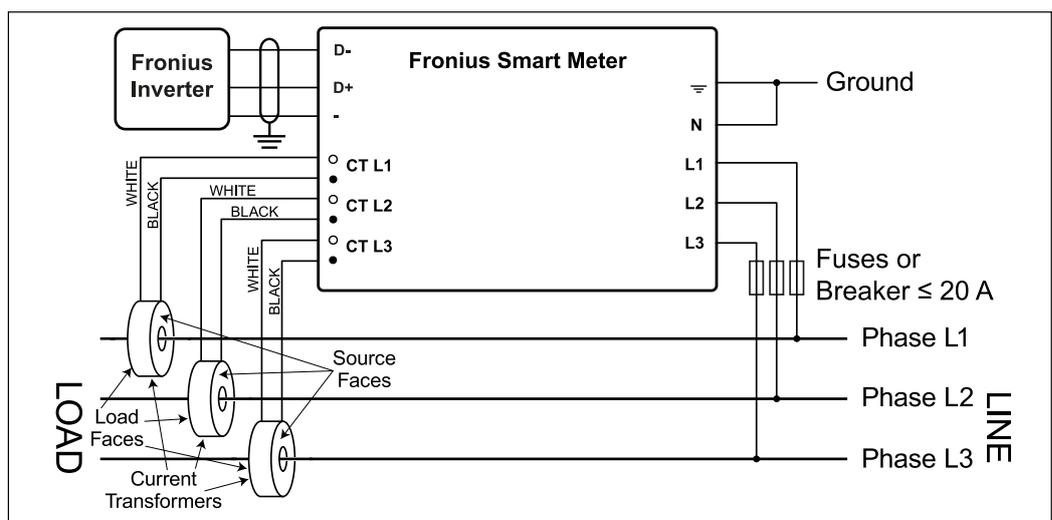 Fronius
Inverter
D-
D+
-
Fronius Smart Meter
N
L1
L2
L3
Ground
CT L1
CT L2
CT L3
WHITE
BLACK
WHITE
BLACK
WHITE
BLACK
Fuses or
Breaker ≤ 20 A
Phase L1
Phase L2
Phase L3
Source
Faces
LOAD
Load
Faces
Current
Transformers
LINE